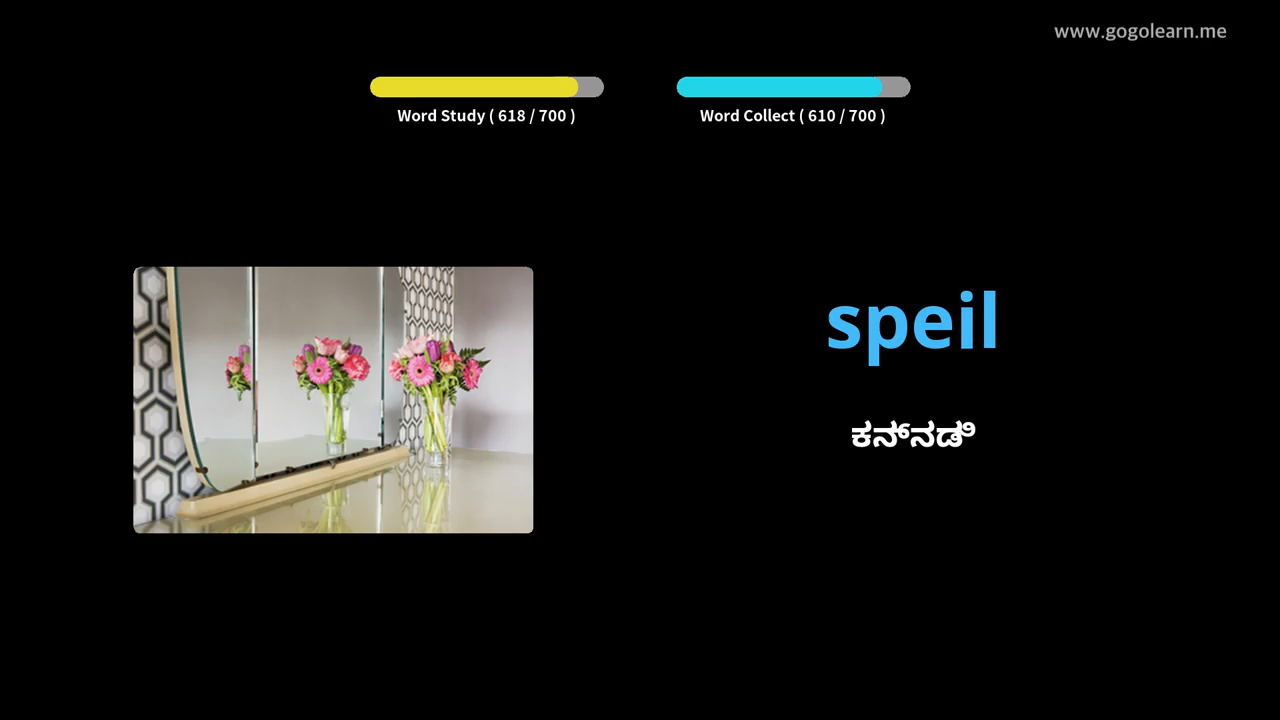 www.gogolearn.me
Word Study ( 618 / 700 )
Word Collect ( 610 / 700 )
speil
ಕನ್ನಡಿ